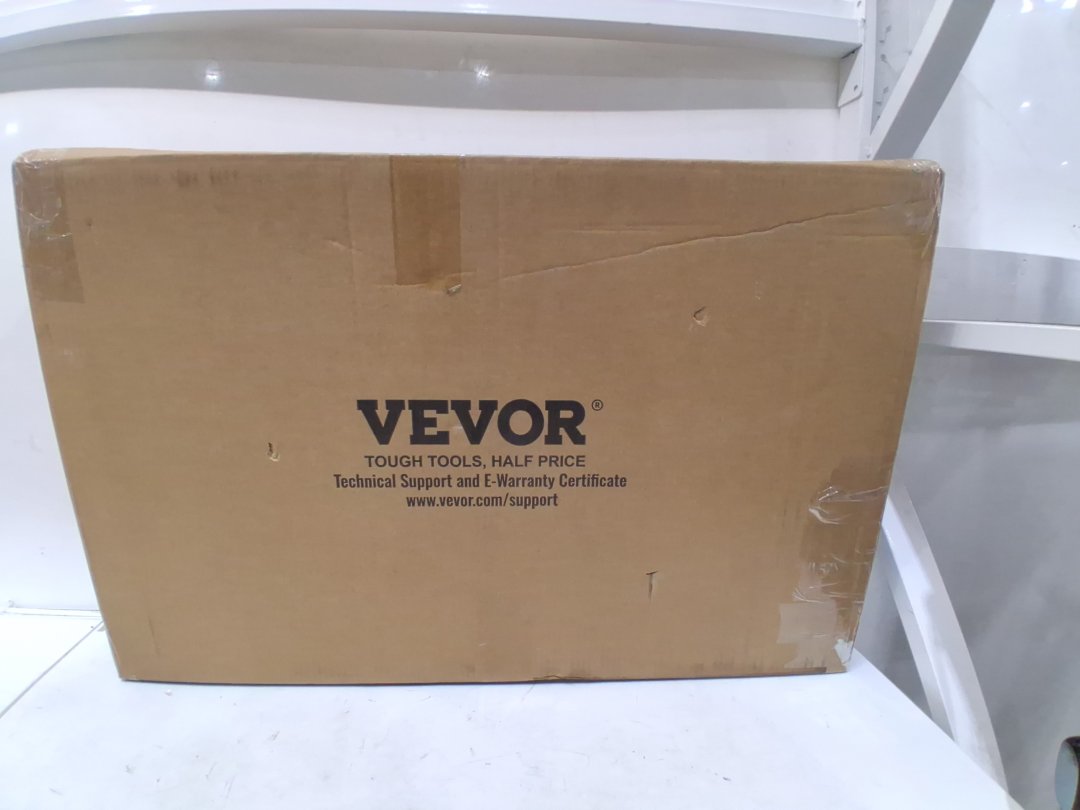 VEVOR®
TOUGH TOOLS, HALF PRICE
Technical Support and E-Warranty Certificate
www.vevor.com/support